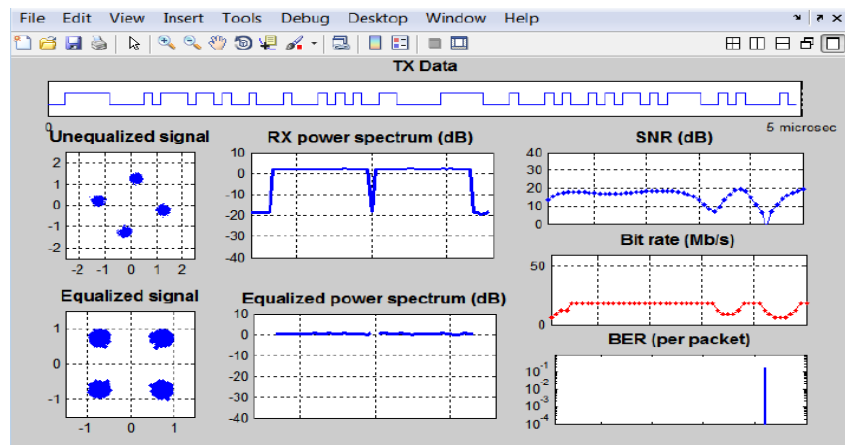 File Edit View Insert Tools Debug Desktop Window Help
TX Data
0
5 microsec
Unequalized signal
2
1
0
-1
-2
-2 -1 0 1 2
RX power spectrum (dB)
10
0
-10
-20
-30
-40
SNR (dB)
40
30
20
10
0
Bit rate (Mb/s)
50
0
Equalized signal
1
0
-1
-1 0 1
Equalized power spectrum (dB)
10
0
-10
-20
-30
-40
BER (per packet)
10-1
10-2
10-3
10-4